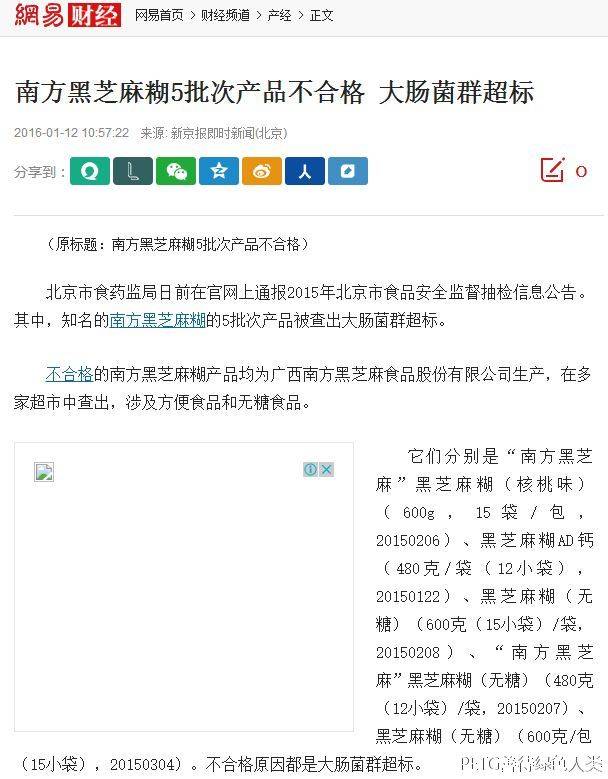 網易 财经 网易首页 > 财经频道 > 产经 > 正文
南方黑芝麻糊5批次产品不合格 大肠菌群超标
2016-01-12 10:57:22 来源: 新京报即时新闻(北京)
分享到： 0
（原标题：南方黑芝麻糊5批次产品不合格）
北京市食药监局日前在官网上通报2015年北京市食品安全监督抽检信息公告。
其中，知名的南方黑芝麻糊的5批次产品被查出大肠菌群超标。
不合格的南方黑芝麻糊产品均为广西南方黑芝麻食品股份有限公司生产，在多
家超市中查出，涉及方便食品和无糖食品。
它们分别是“南方黑芝
麻”黑芝麻糊（核桃味）
（600g，15袋/包，
20150206）、黑芝麻糊AD钙
（480克/袋（12小袋），
20150122）、黑芝麻糊（无
糖）（600克（15小袋）/袋，
20150208）、“南方黑芝
麻”黑芝麻糊（无糖）（480克
（12小袋）/袋，20150207）、
黑芝麻糊（无糖）（600克/包
（15小袋），20150304）。不合格原因都是大肠菌群超标。